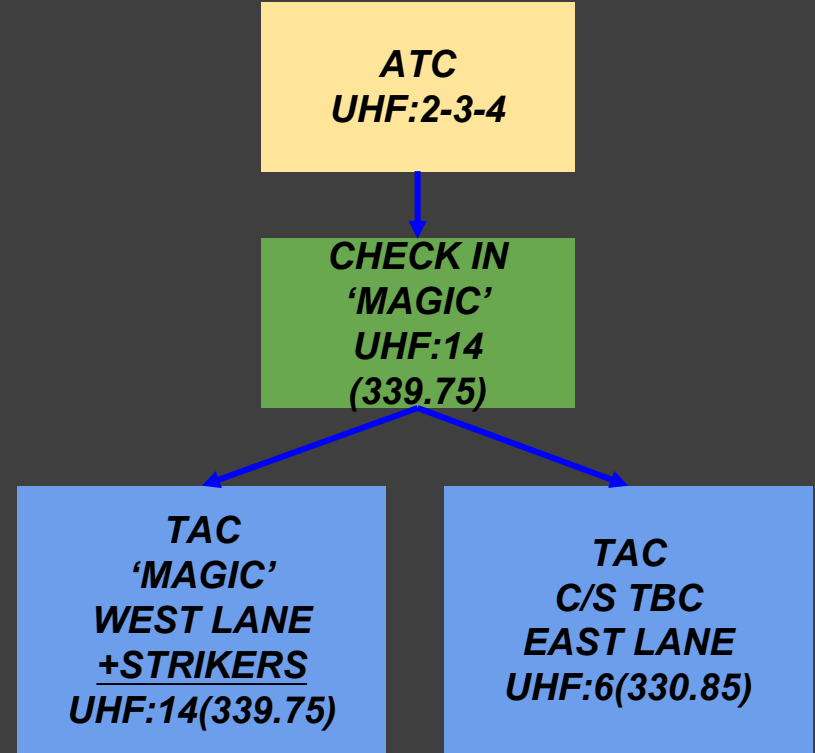 ATC
UHF:2-3-4
CHECK IN
‘MAGIC’
UHF:14
(339.75)
TAC
‘MAGIC’
WEST LANE
+STRIKERS
UHF:14(339.75)
TAC
C/S TBC
EAST LANE
UHF:6(330.85)